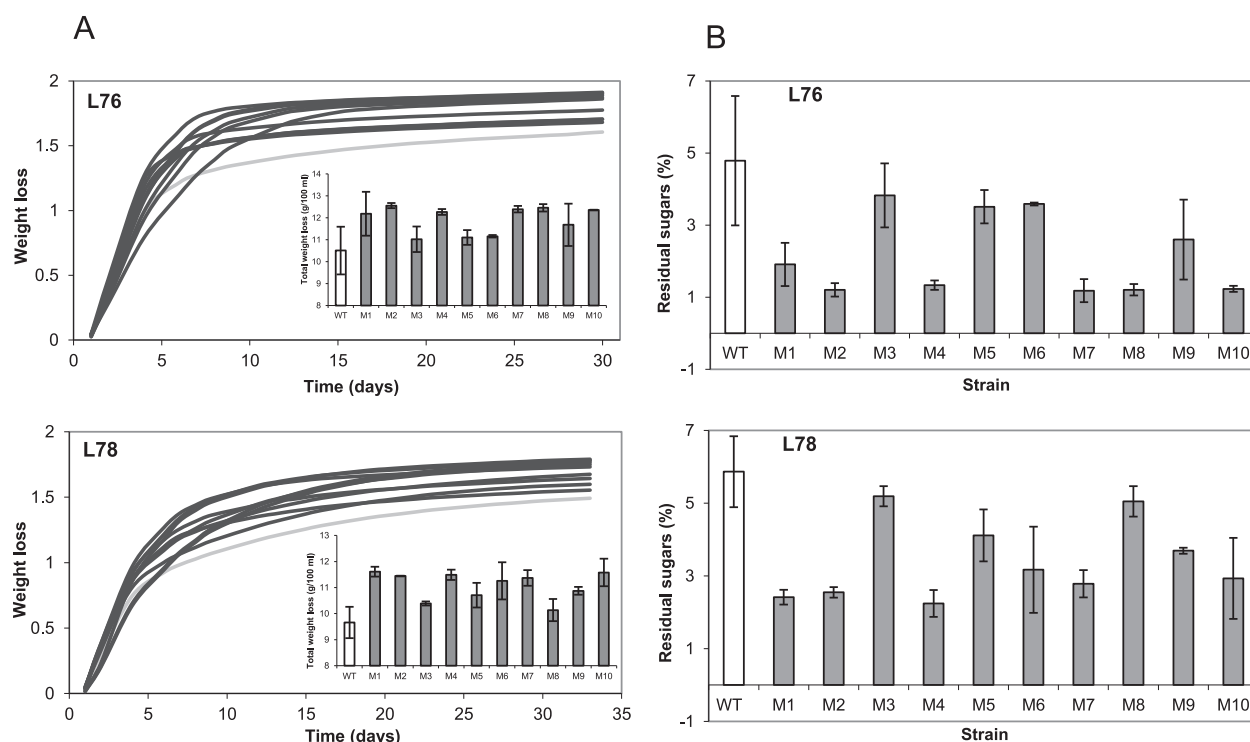 A
B
2
1.5
1
0.5
0
Weight loss
L76
0 5 10 15 20 25 30
Time (days)
14
13
12
11
10
9
8
Total weight loss (g/100 ml)
WT M1 M2 M3 M4 M5 M6 M7 M8 M9 M10
7
5
3
1
-1
Residual sugars (%)
L76
WT M1 M2 M3 M4 M5 M6 M7 M8 M9 M10
Strain
2
1.5
1
0.5
0
Weight loss
L78
0 5 10 15 20 25 30 35
Time (days)
13
12
11
10
9
8
Total weight loss (g/100 ml)
WT M1 M2 M3 M4 M5 M6 M7 M8 M9 M10
7
5
3
1
-1
Residual sugars (%)
L78
WT M1 M2 M3 M4 M5 M6 M7 M8 M9 M10
Strain